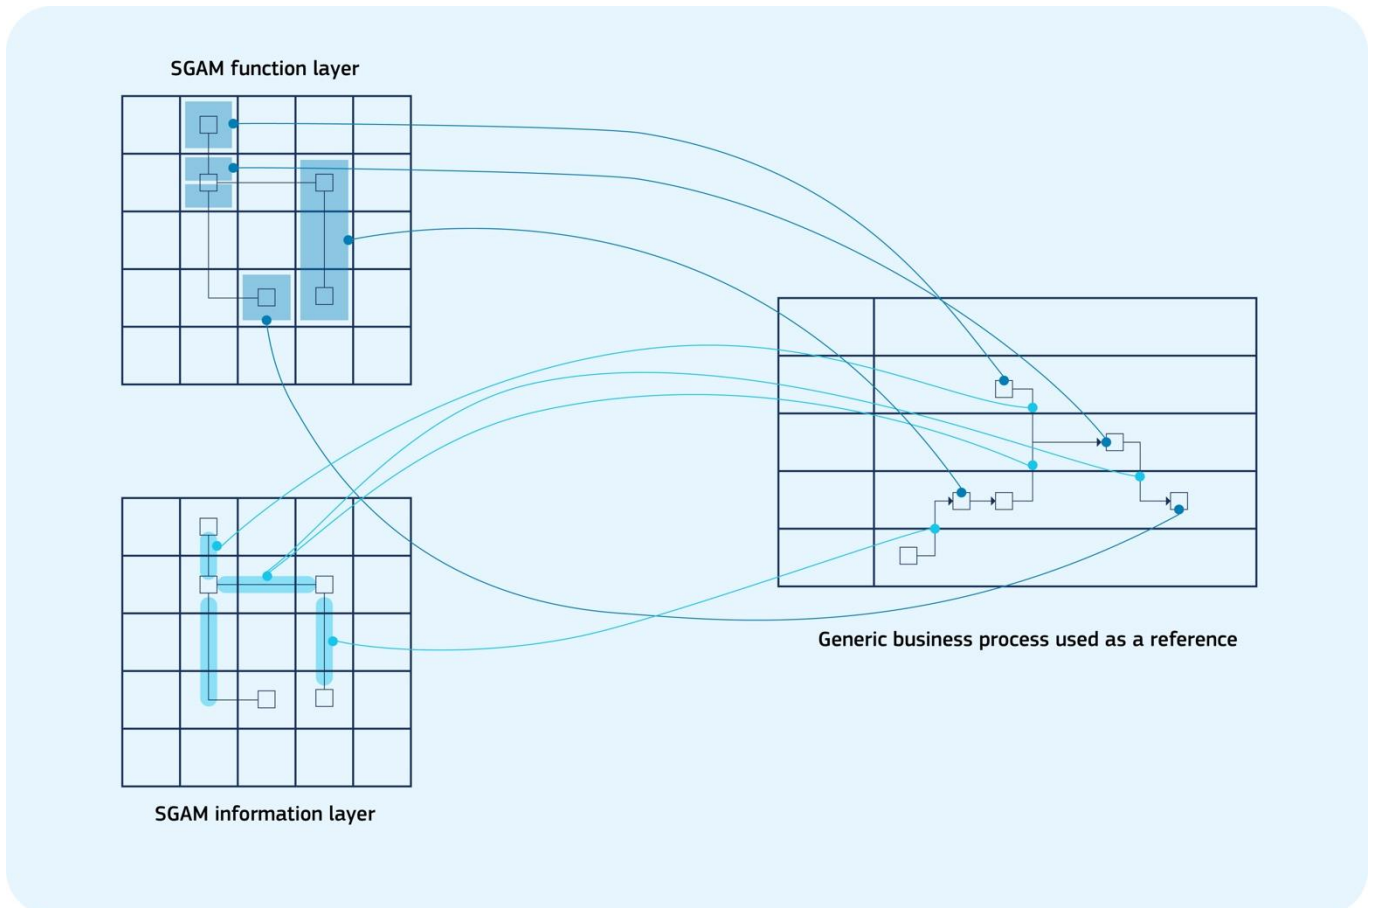 SGAM function layer
Generic business process used as a reference
SGAM information layer